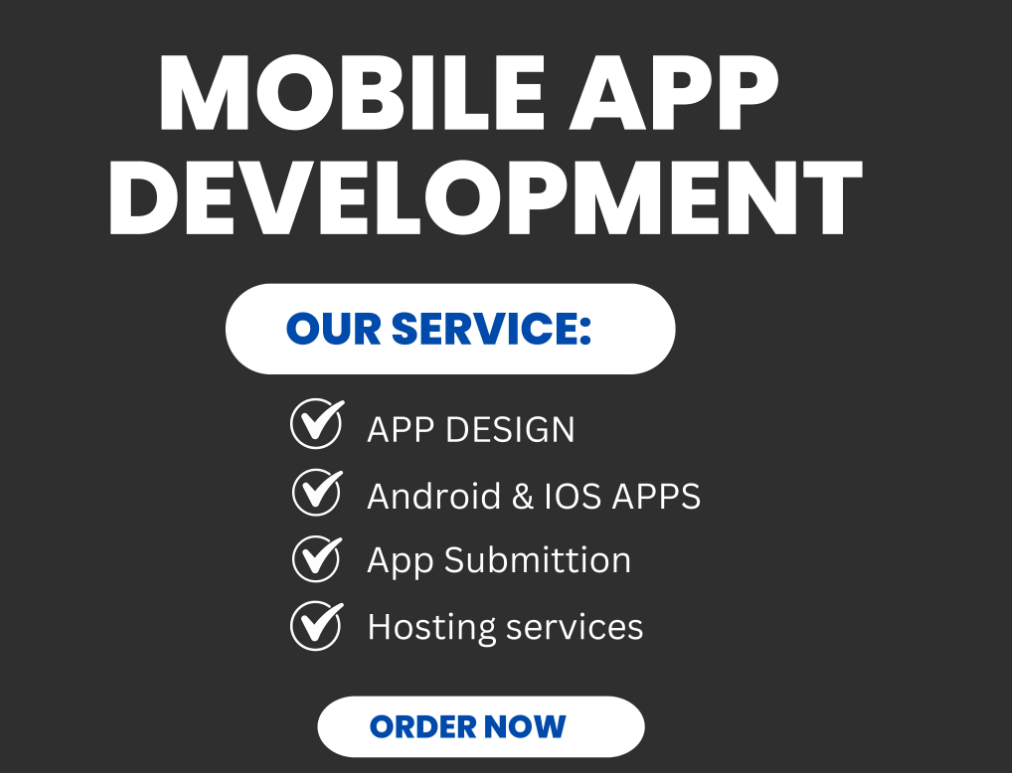 MOBILE APP
DEVELOPMENT
OUR SERVICE:
APP DESIGN
Android & IOS APPS
App Submittion
Hosting services
ORDER NOW